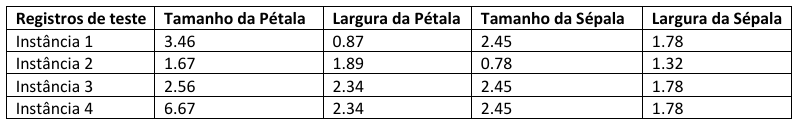 Registros de teste Tamanho da Pétala Largura da Pétala Tamanho da Sépala Largura da Sépala
Instância 1 3.46 0.87 2.45 1.78
Instância 2 1.67 1.89 0.78 1.32
Instância 3 2.56 2.34 2.45 1.78
Instância 4 6.67 2.34 2.45 1.78